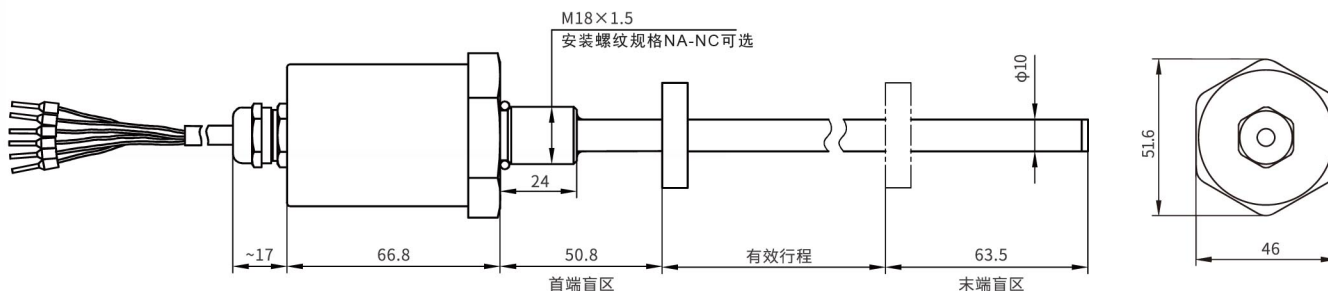 M18×1.5
安装螺纹规格NA-NC可选
φ10
51.6
24
~17
66.8
50.8
有效行程
63.5
46
首端盲区
末端盲区